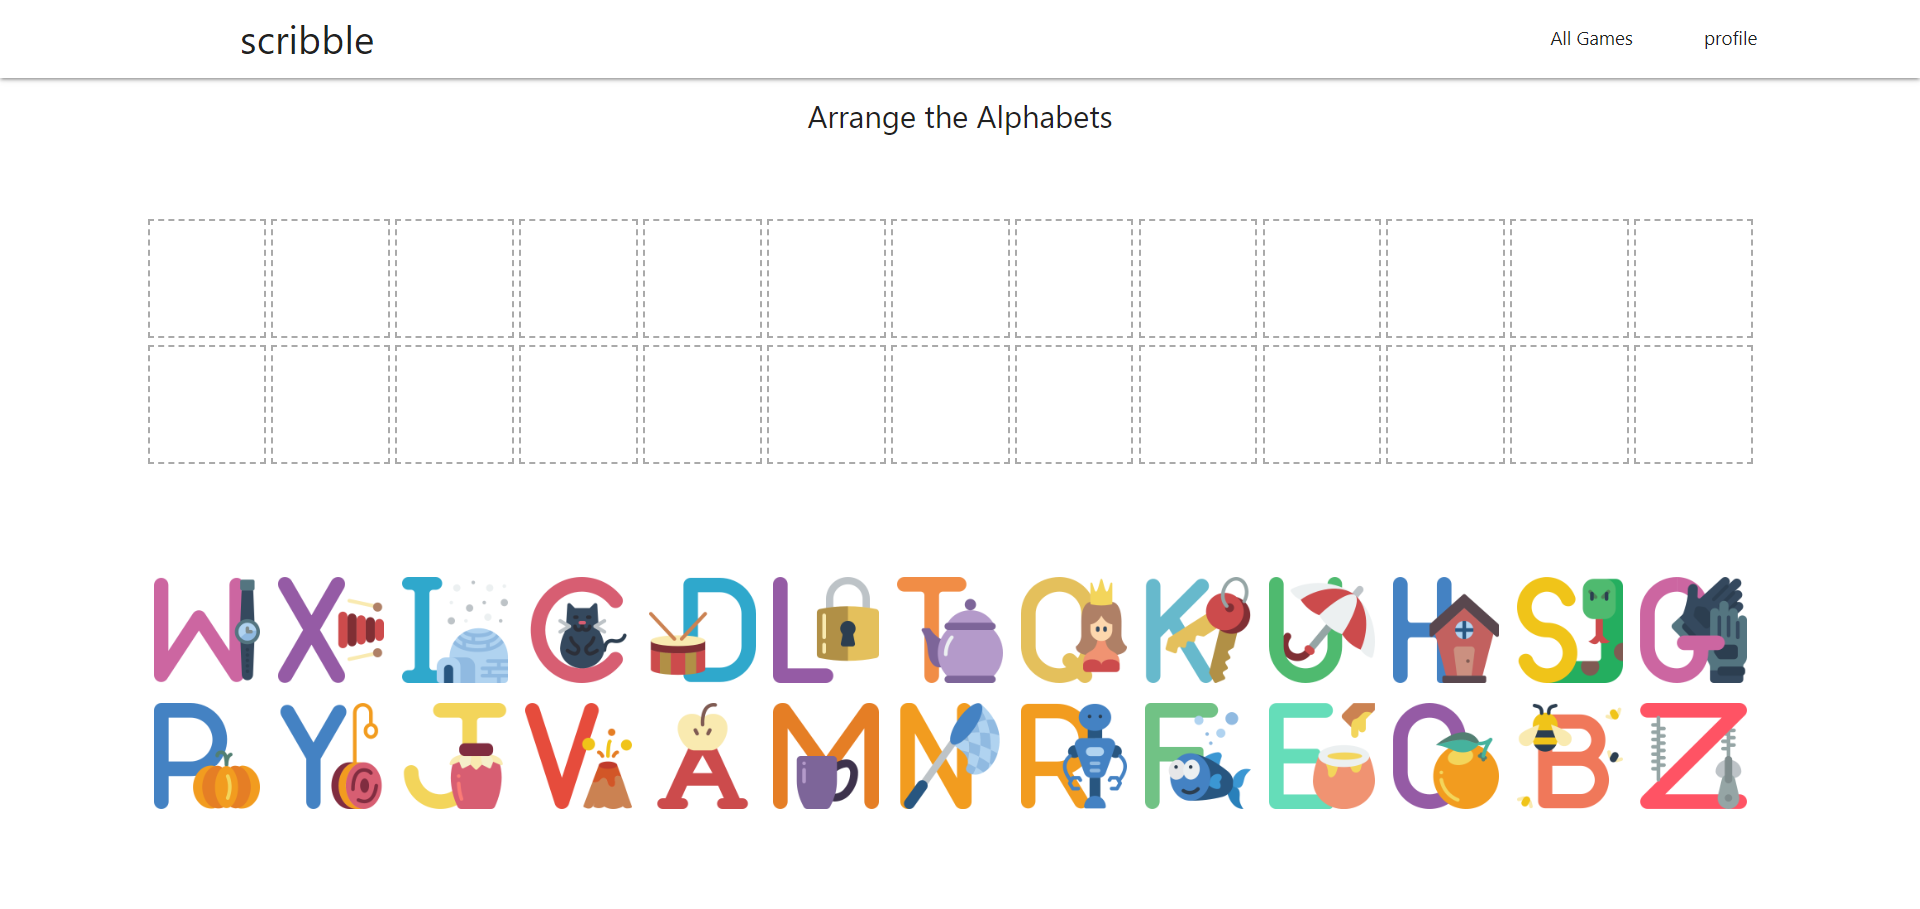 scribble All Games profile
Arrange the Alphabets
W X I C D L T Q K U H S G
P Y J V A M N R F E O B Z